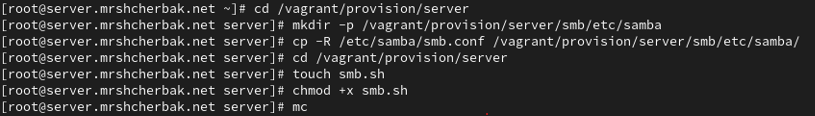 [root@server.mrshcherbak.net ~]# cd /vagrant/provision/server
[root@server.mrshcherbak.net server]# mkdir -p /vagrant/provision/server/smb/etc/samba
[root@server.mrshcherbak.net server]# cp -R /etc/samba/smb.conf /vagrant/provision/server/smb/etc/samba/
[root@server.mrshcherbak.net server]# cd /vagrant/provision/server
[root@server.mrshcherbak.net server]# touch smb.sh
[root@server.mrshcherbak.net server]# chmod +x smb.sh
[root@server.mrshcherbak.net server]# mc